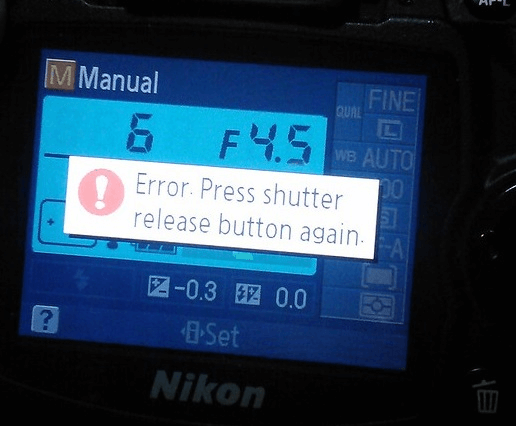 AF-L
M Manual
6 F4.5
QUAL FINE
L
WB AUTO
Error. Press shutter
release button again.
-0.3 0.0
? Set
Nikon